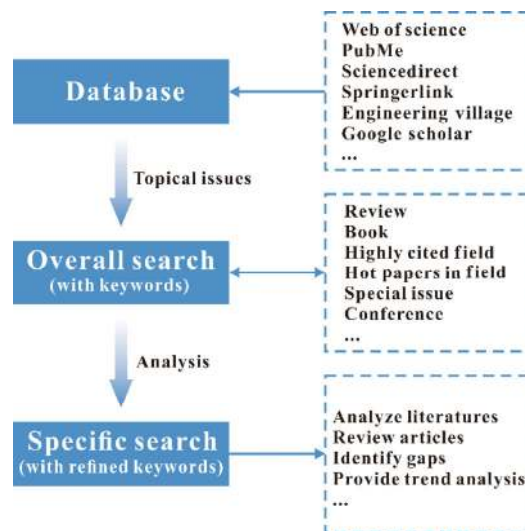 Database
Web of science
PubMe
Sciencedirect
Springerlink
Engineering village
Google scholar
...
Topical issues
Overall search
(with keywords)
Review
Book
Highly cited field
Hot papers in field
Special issue
Conference
...
Analysis
Specific search
(with refined keywords)
Analyze literatures
Review articles
Identify gaps
Provide trend analysis
...